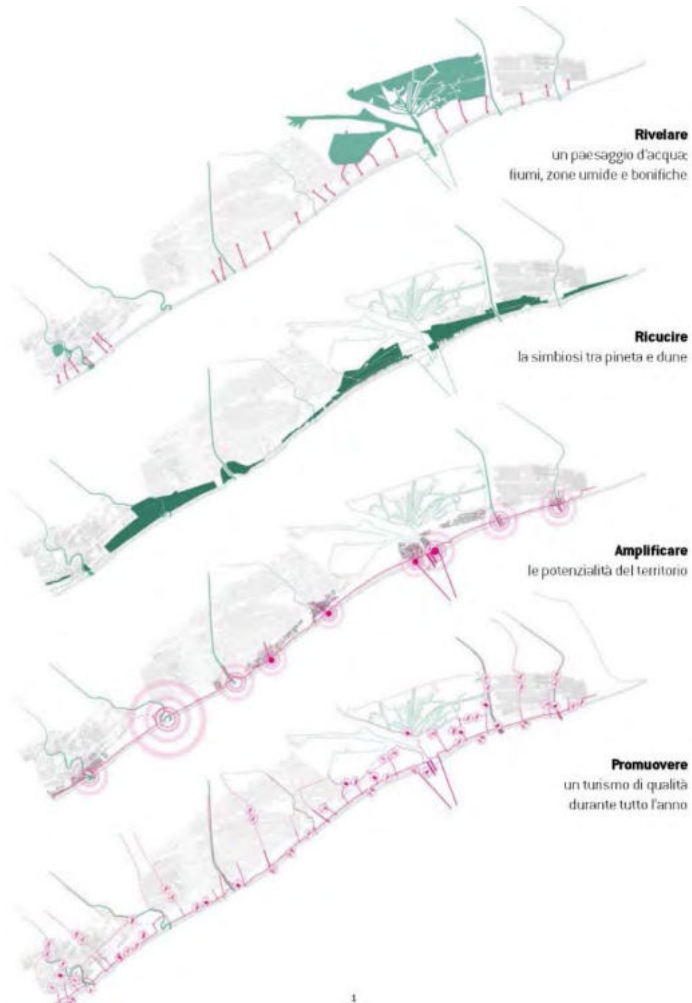 Rivelare
un paesaggio d'acqua:
fiumi, zone umide e bonifiche
Ricucire
la simbiosi tra pineta e dune
Amplificare
le potenzialità del territorio
Promuovere
un turismo di qualità
durante tutto l'anno
1